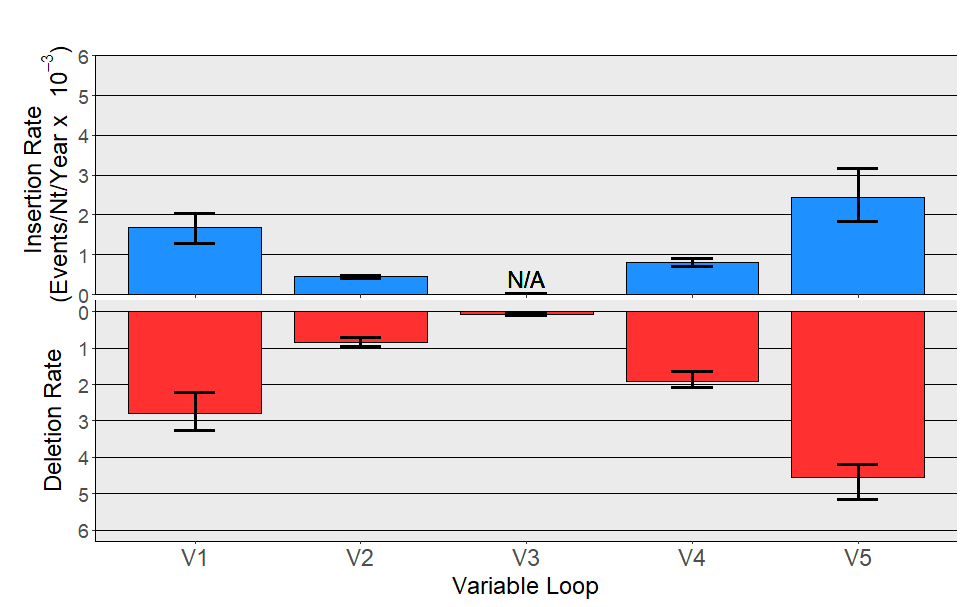 Insertion Rate
(Events/Nt/Year x 10⁻³)
6
5
4
3
2
1
0
N/A
Deletion Rate
0
1
2
3
4
5
6
V1 V2 V3 V4 V5
Variable Loop